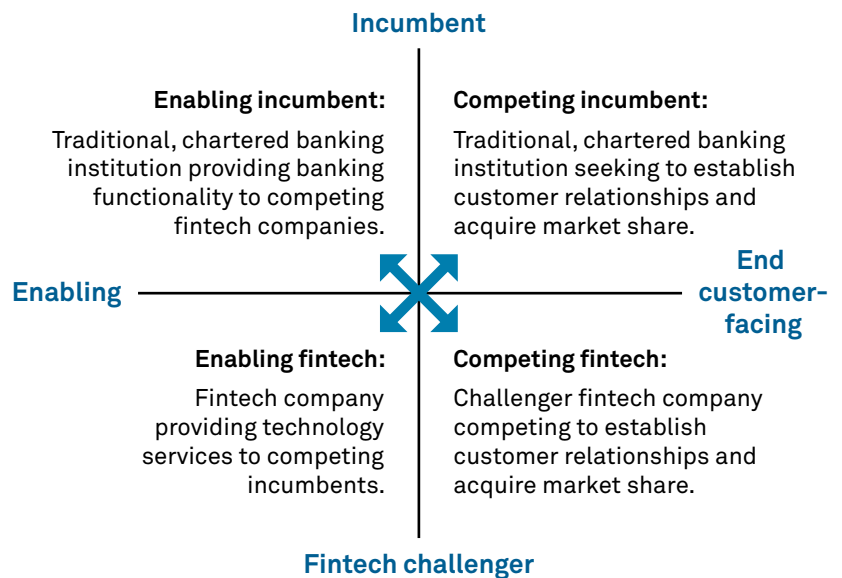 Incumbent
Enabling incumbent:
Traditional, chartered banking
institution providing banking
functionality to competing
fintech companies.
Competing incumbent:
Traditional, chartered banking
institution seeking to establish
customer relationships and
acquire market share.
Enabling
End
customer-
facing
Enabling fintech:
Fintech company
providing technology
services to competing
incumbents.
Competing fintech:
Challenger fintech company
competing to establish
customer relationships and
acquire market share.
Fintech challenger